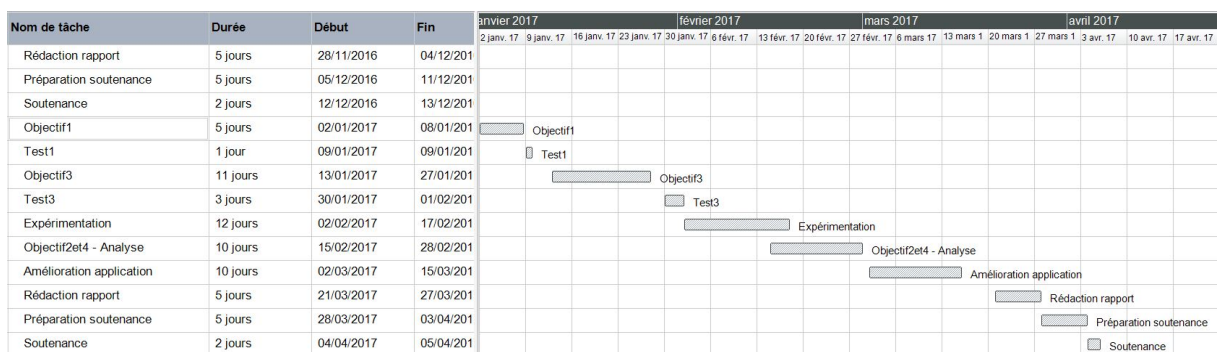 Nom de tâche Durée Début Fin
anvier 2017 février 2017 mars 2017 avril 2017
2 janv. 17 9 janv. 17 16 janv. 17 23 janv. 17 30 janv. 17 6 févr. 17 13 févr. 17 20 févr. 17 27 févr. 17 6 mars 17 13 mars 1 20 mars 1 27 mars 1 3 avr. 17 10 avr. 17 17 avr. 17
Rédaction rapport 5 jours 28/11/2016 04/12/201
Préparation soutenance 5 jours 05/12/2016 11/12/201
Soutenance 2 jours 12/12/2016 13/12/201
Objectif1 5 jours 02/01/2017 08/01/201 Objectif1
Test1 1 jour 09/01/2017 09/01/201 Test1
Objectif3 11 jours 13/01/2017 27/01/201 Objectif3
Test3 3 jours 30/01/2017 01/02/201 Test3
Expérimentation 12 jours 02/02/2017 17/02/201 Expérimentation
Objectif2et4 - Analyse 10 jours 15/02/2017 28/02/201 Objectif2et4 - Analyse
Amélioration application 10 jours 02/03/2017 15/03/201 Amélioration application
Rédaction rapport 5 jours 21/03/2017 27/03/201 Rédaction rapport
Préparation soutenance 5 jours 28/03/2017 03/04/201 Préparation soutenance
Soutenance 2 jours 04/04/2017 05/04/201 Soutenance